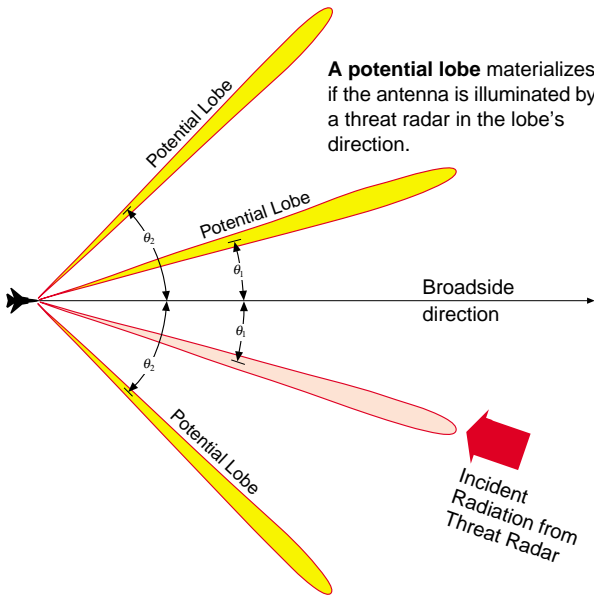 Potential Lobe
A potential lobe materializes
if the antenna is illuminated by
a threat radar in the lobe's
direction.
Potential Lobe
θ2
θ1
Broadside
direction
θ1
θ2
Potential Lobe
Incident
Radiation from
Threat Radar